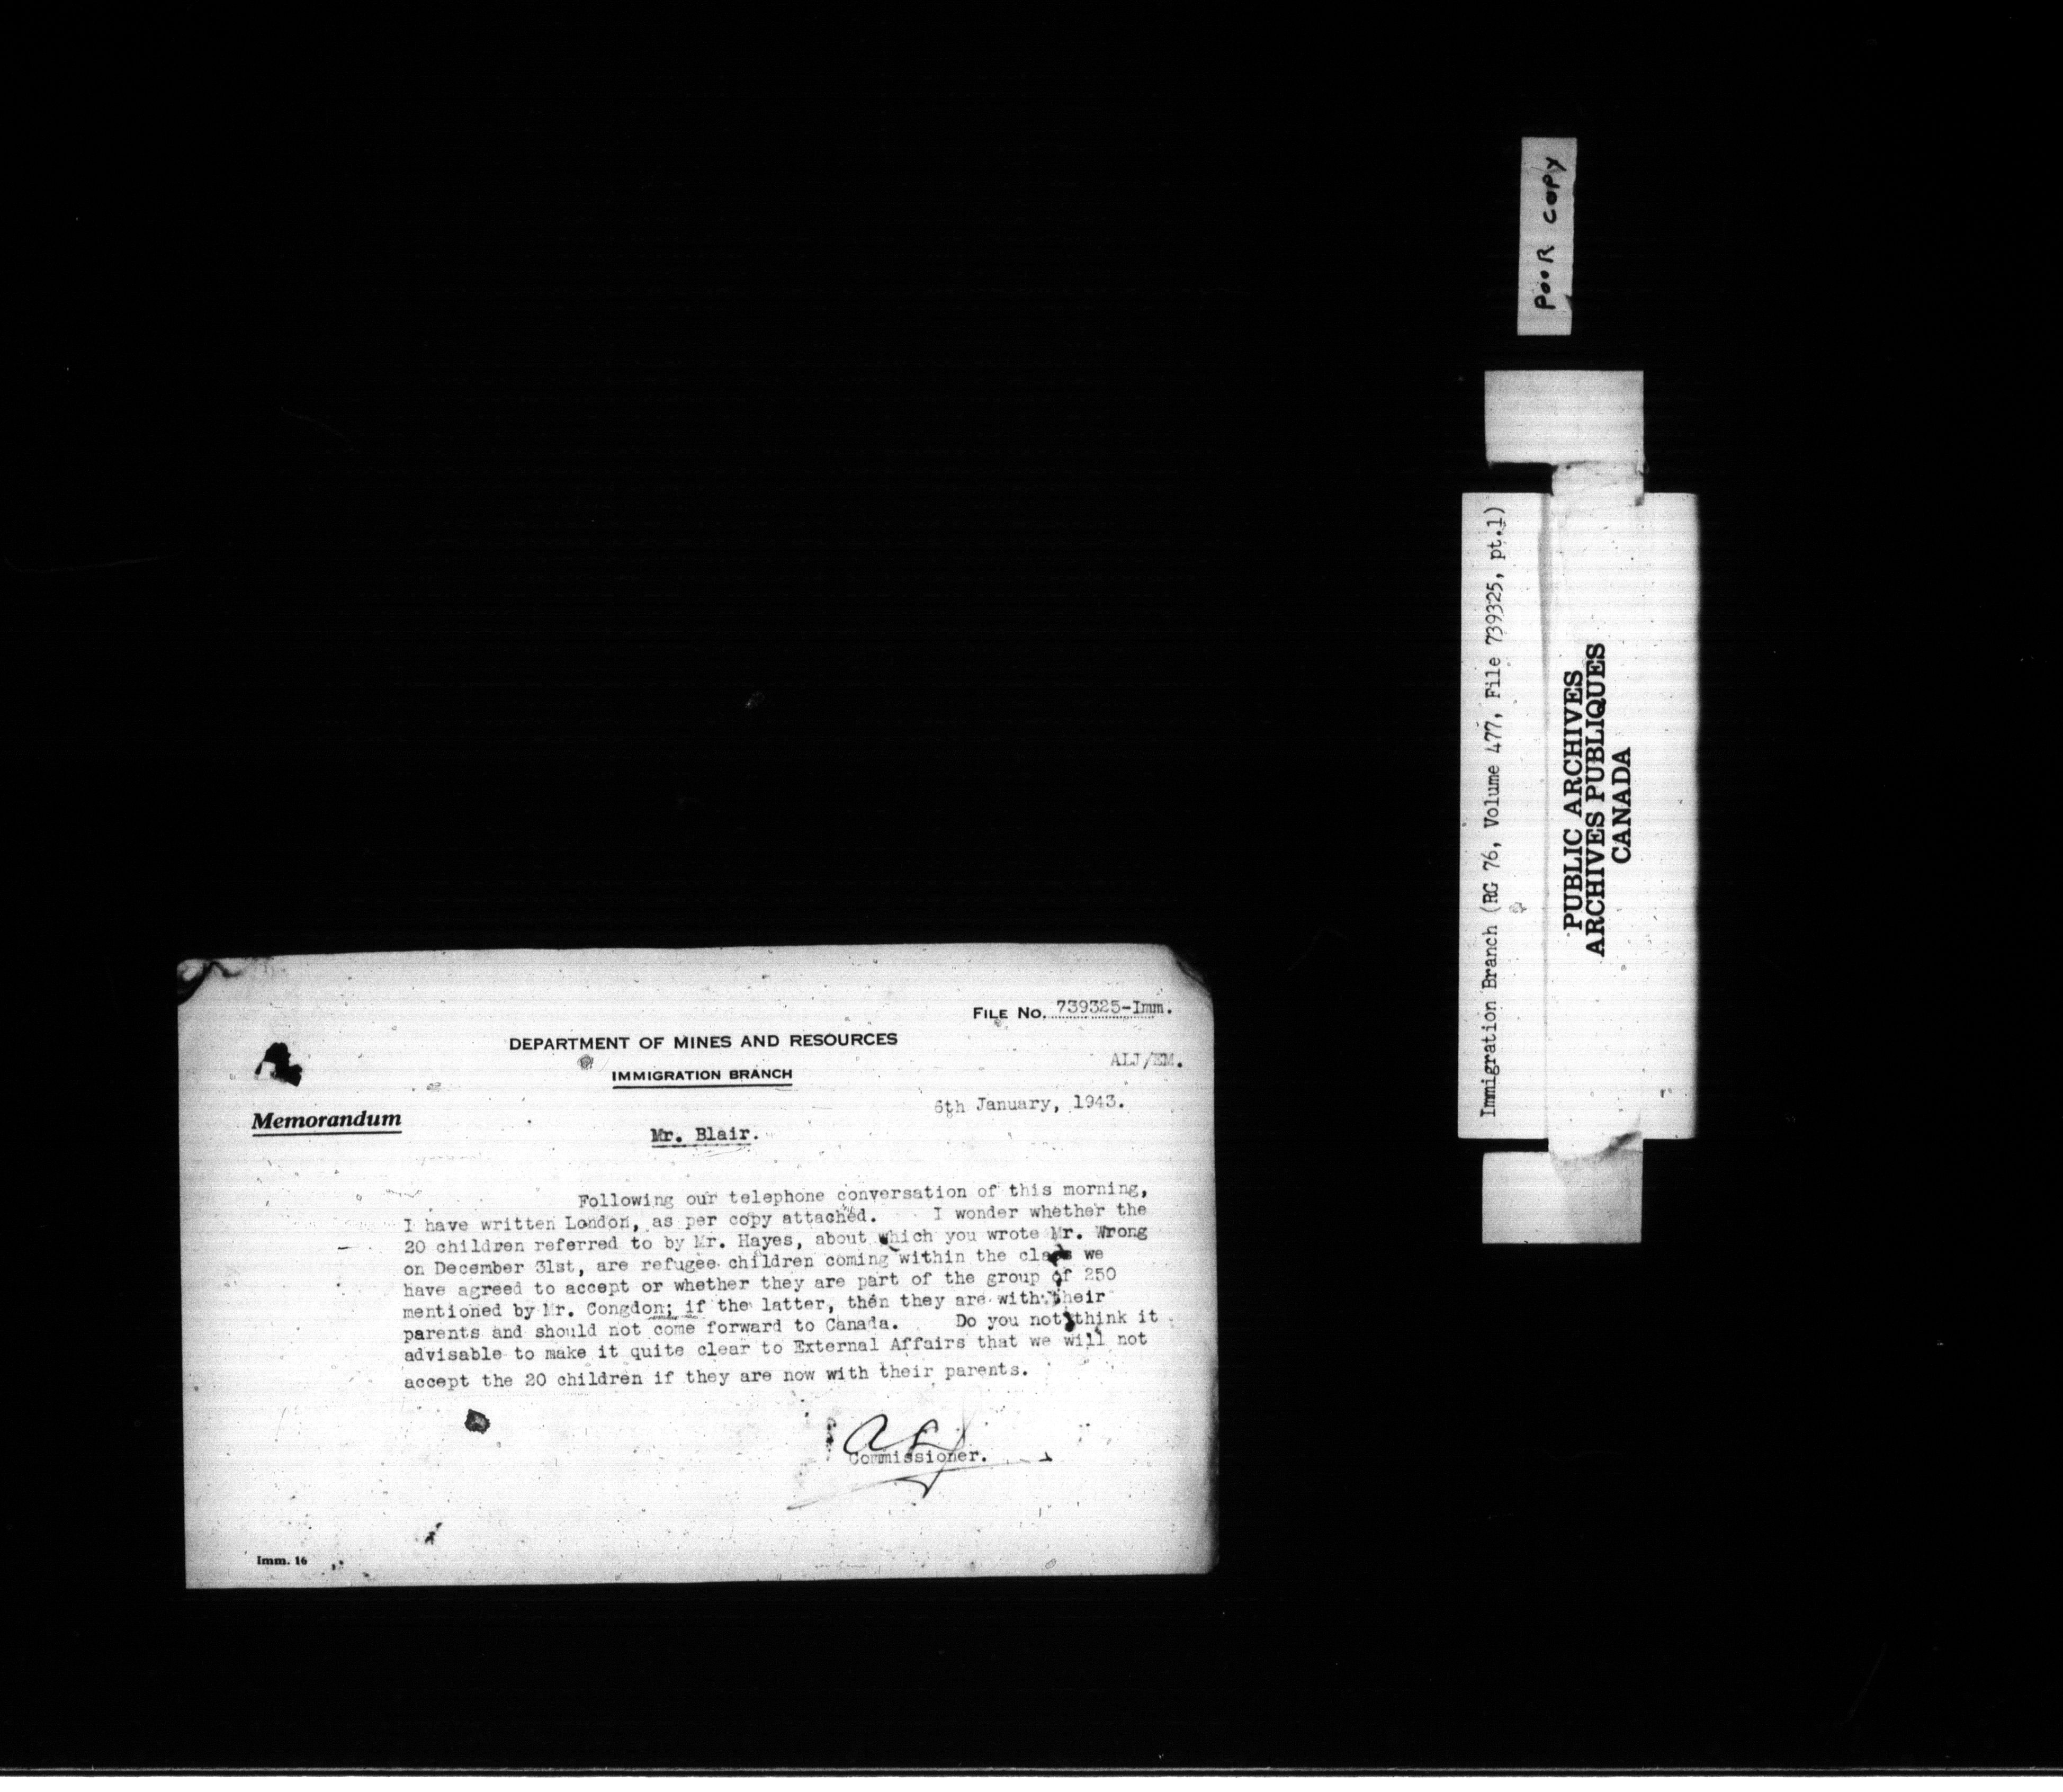 POOR COPY
Immigration Branch (RG 76, Volume 477, File 739325, pt.1)
PUBLIC ARCHIVES
ARCHIVES PUBLIQUES
CANADA
FILE No. 739325-Imm.
DEPARTMENT OF MINES AND RESOURCES
ALJ/EM.
IMMIGRATION BRANCH
6th January, 1943.
Memorandum
Mr. Blair.
Following our telephone conversation of this morning,
I have written London, as per copy attached. I wonder whether the
20 children referred to by Mr. Hayes, about which you wrote Mr. Wrong
on December 31st, are refugee children coming within the class we
have agreed to accept or whether they are part of the group of 250
mentioned by Mr. Congdon; if the latter, then they are with their
parents and should not come forward to Canada. Do you not think it
advisable to make it quite clear to External Affairs that we will not
accept the 20 children if they are now with their parents.
ALJ
Commissioner.
Imm. 16